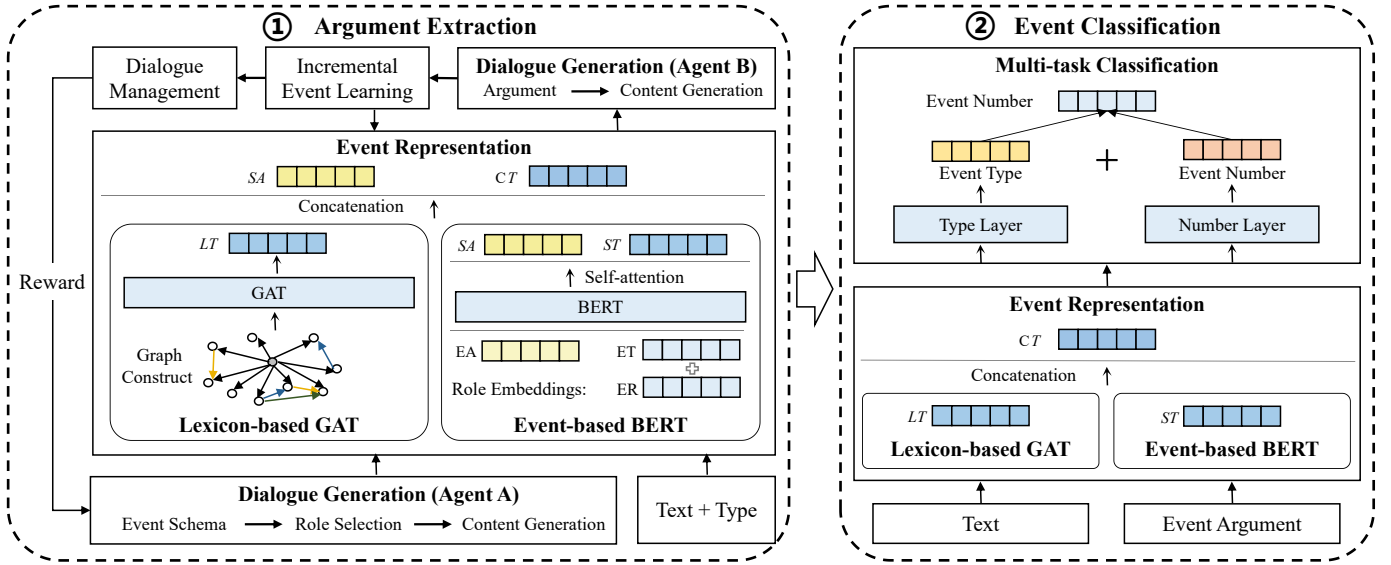 ① Argument Extraction
Dialogue
Management
Incremental
Event Learning
Dialogue Generation (Agent B)
Argument Content Generation
Event Representation
SA
CT
Concatenation
LT
GAT
Graph
Construct
Lexicon-based GAT
SA
ST
Self-attention
BERT
EA
ET
Role Embeddings:
ER
Event-based BERT
Reward
Dialogue Generation (Agent A)
Event Schema Role Selection Content Generation
Text + Type
② Event Classification
Multi-task Classification
Event Number
+
Event Type
Event Number
Type Layer
Number Layer
Event Representation
CT
Concatenation
LT
Lexicon-based GAT
ST
Event-based BERT
Text
Event Argument